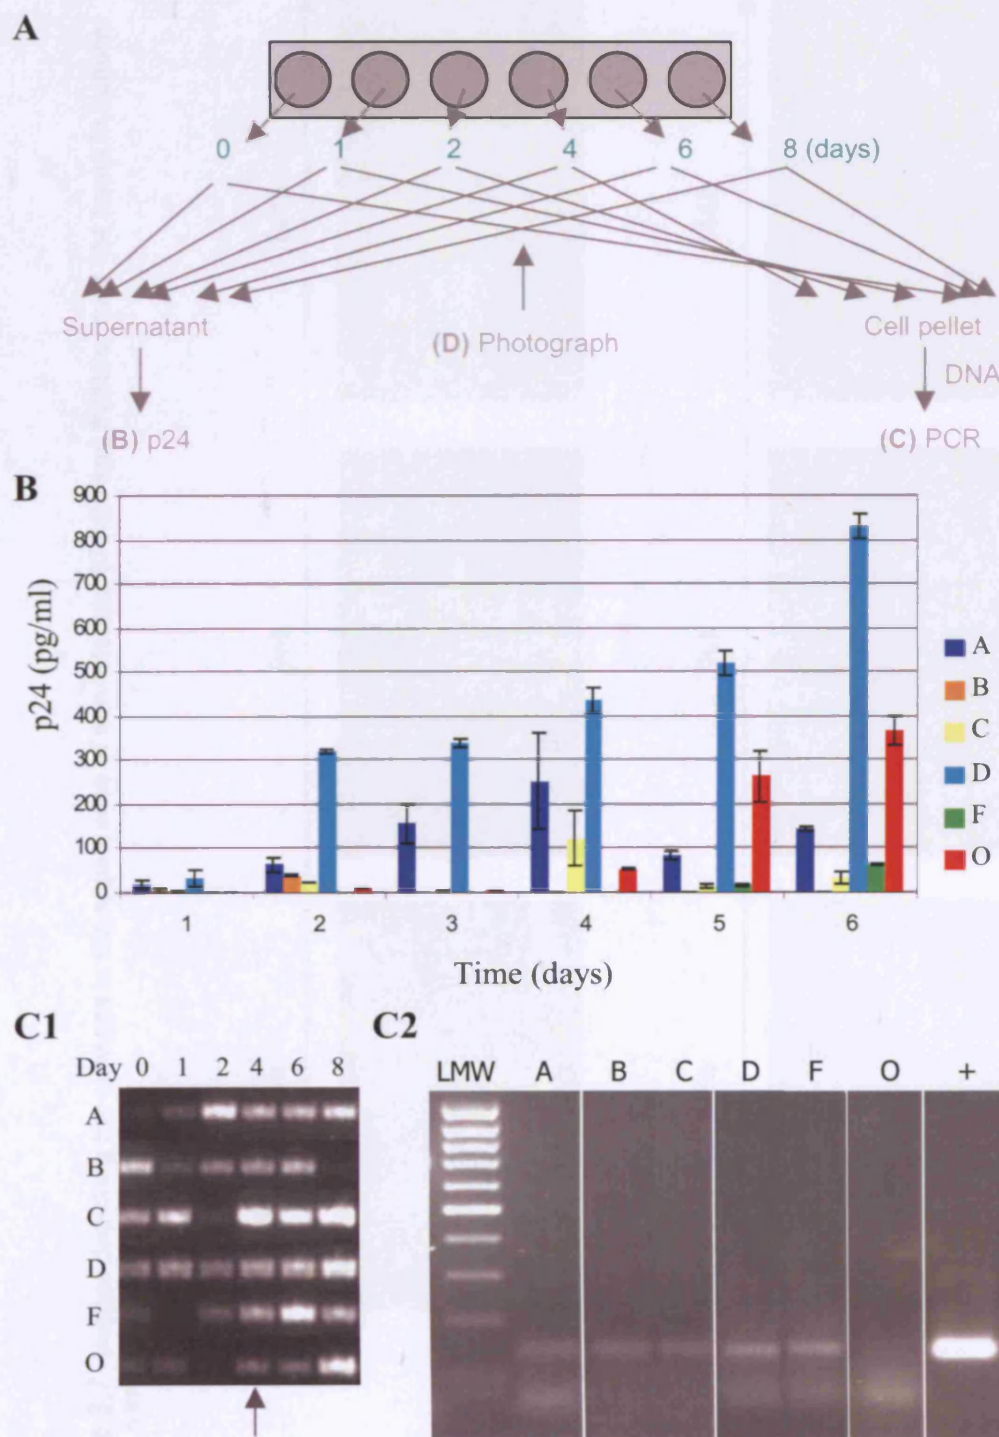 A
0 1 2 4 6 8 (days)
Supernatant
(D) Photograph
Cell pellet
DNA
(B) p24
(C) PCR
B
900
800
700
600
500
400
300
200
100
0
p24 (pg/ml)
1 2 3 4 5 6
Time (days)
A
B
C
D
F
O
C1
Day 0 1 2 4 6 8
A
B
C
D
F
O
C2
LMW A B C D F O +